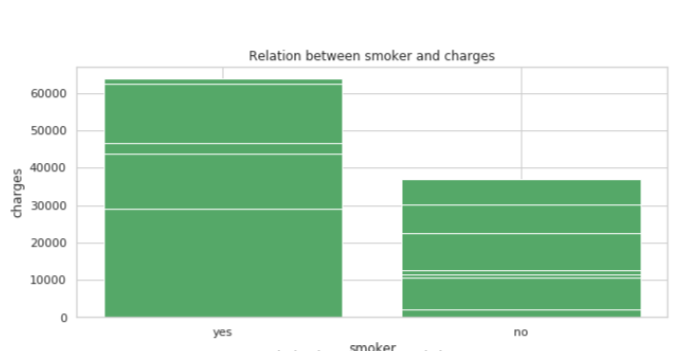 Relation between smoker and charges
60000
50000
40000
30000
20000
10000
0
charges
yes no
smoker